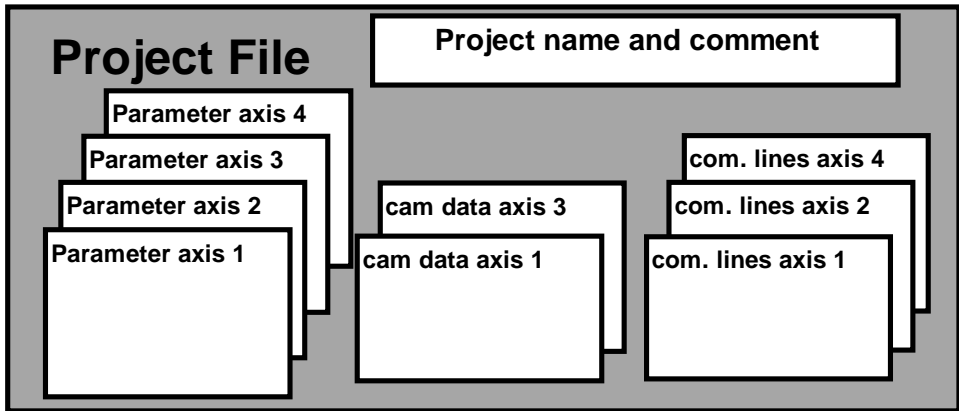 Project File
Project name and comment
Parameter axis 4
Parameter axis 3
Parameter axis 2
Parameter axis 1
cam data axis 3
cam data axis 1
com. lines axis 4
com. lines axis 2
com. lines axis 1